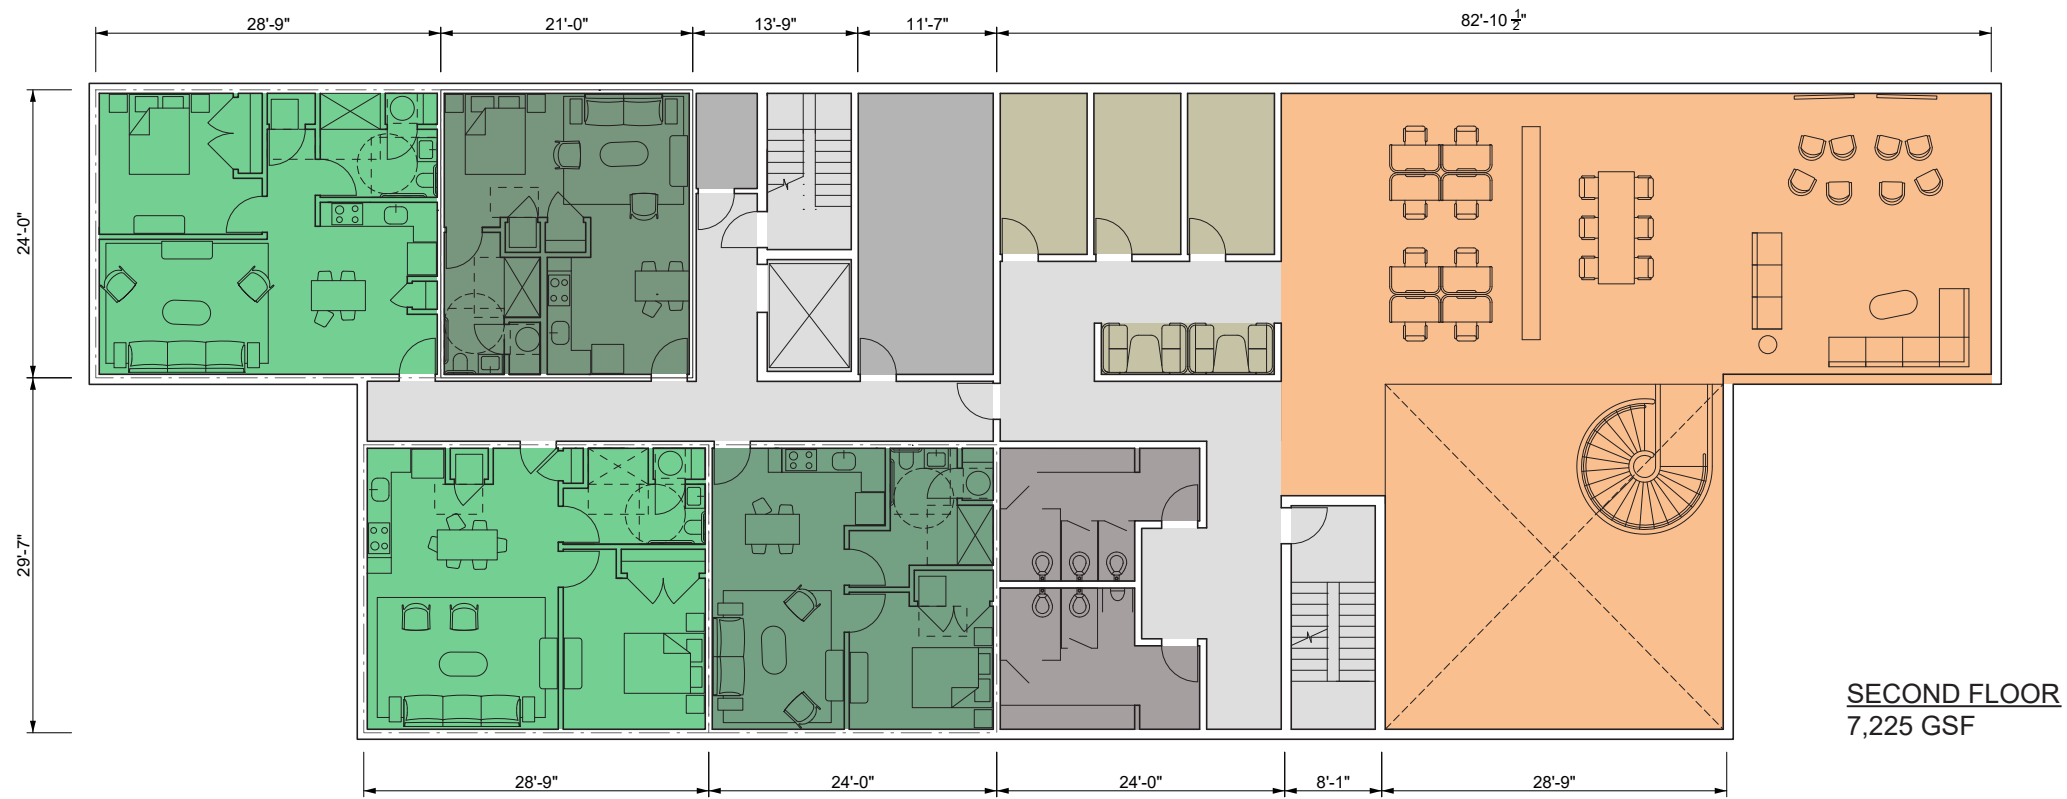 28'-9" 21'-0" 13'-9" 11'-7" 82'-10 1/2"
24'-0"
29'-7"
SECOND FLOOR
7,225 GSF
28'-9" 24'-0" 24'-0" 8'-1" 28'-9"